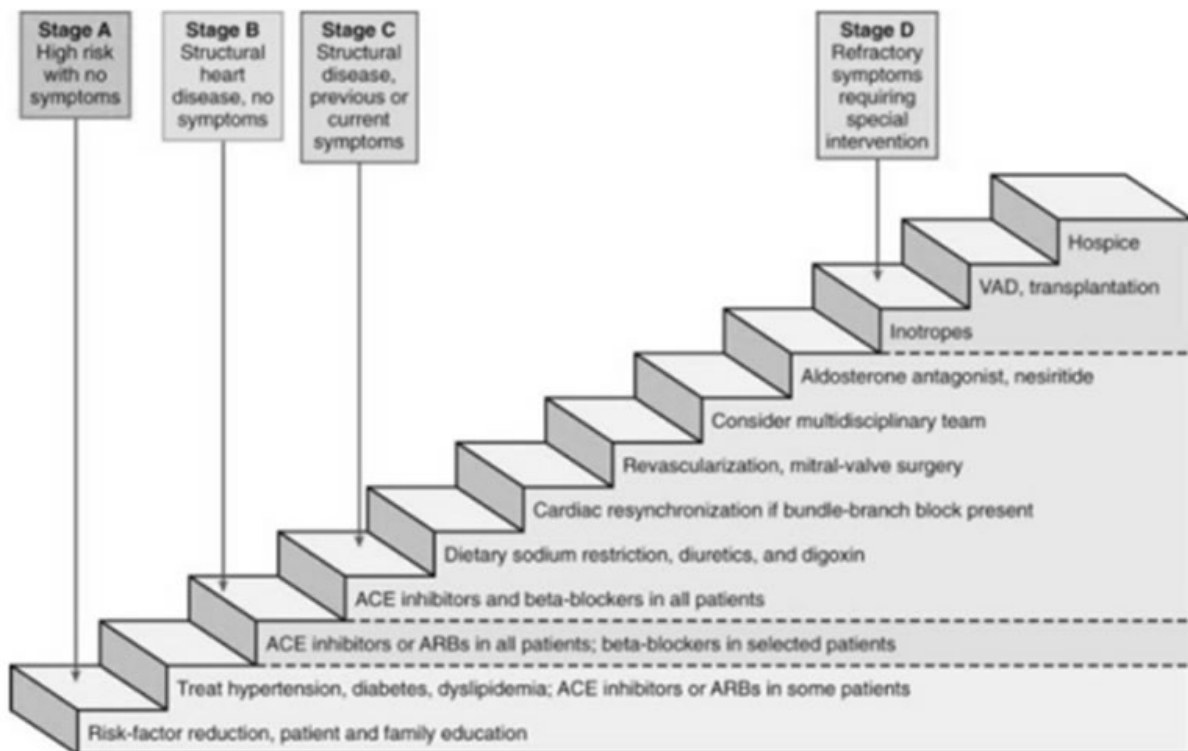 Stage A
High risk
with no
symptoms
Stage B
Structural
heart
disease, no
symptoms
Stage C
Structural
disease,
previous or
current
symptoms
Stage D
Refractory
symptoms
requiring
special
intervention
Hospice
VAD, transplantation
Inotropes
Aldosterone antagonist, nesiritide
Consider multidisciplinary team
Revascularization, mitral-valve surgery
Cardiac resynchronization if bundle-branch block present
Dietary sodium restriction, diuretics, and digoxin
ACE inhibitors and beta-blockers in all patients
ACE inhibitors or ARBs in all patients; beta-blockers in selected patients
Treat hypertension, diabetes, dyslipidemia; ACE inhibitors or ARBs in some patients
Risk-factor reduction, patient and family education